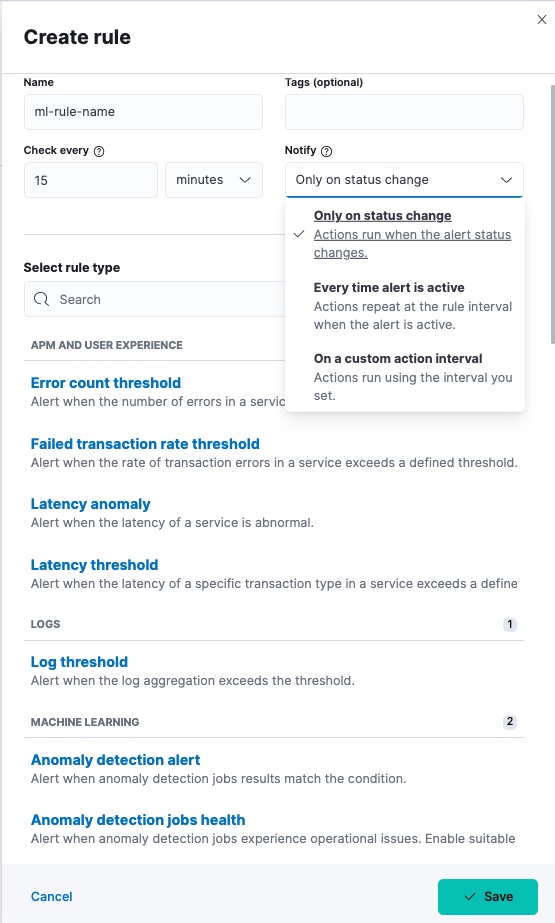 Create rule
Name
Tags (optional)
ml-rule-name
Check every
Notify
15
minutes
Only on status change
Only on status change
Actions run when the alert status
changes.
Every time alert is active
Actions repeat at the rule interval
when the alert is active.
On a custom action interval
Actions run using the interval you
set.
Select rule type
Search
APM AND USER EXPERIENCE
Error count threshold
Alert when the number of errors in a servic
Failed transaction rate threshold
Alert when the rate of transaction errors in a service exceeds a defined threshold.
Latency anomaly
Alert when the latency of a service is abnormal.
Latency threshold
Alert when the latency of a specific transaction type in a service exceeds a define
LOGS
1
Log threshold
Alert when the log aggregation exceeds the threshold.
MACHINE LEARNING
2
Anomaly detection alert
Alert when anomaly detection jobs results match the condition.
Anomaly detection jobs health
Alert when anomaly detection jobs experience operational issues. Enable suitable
Cancel
Save